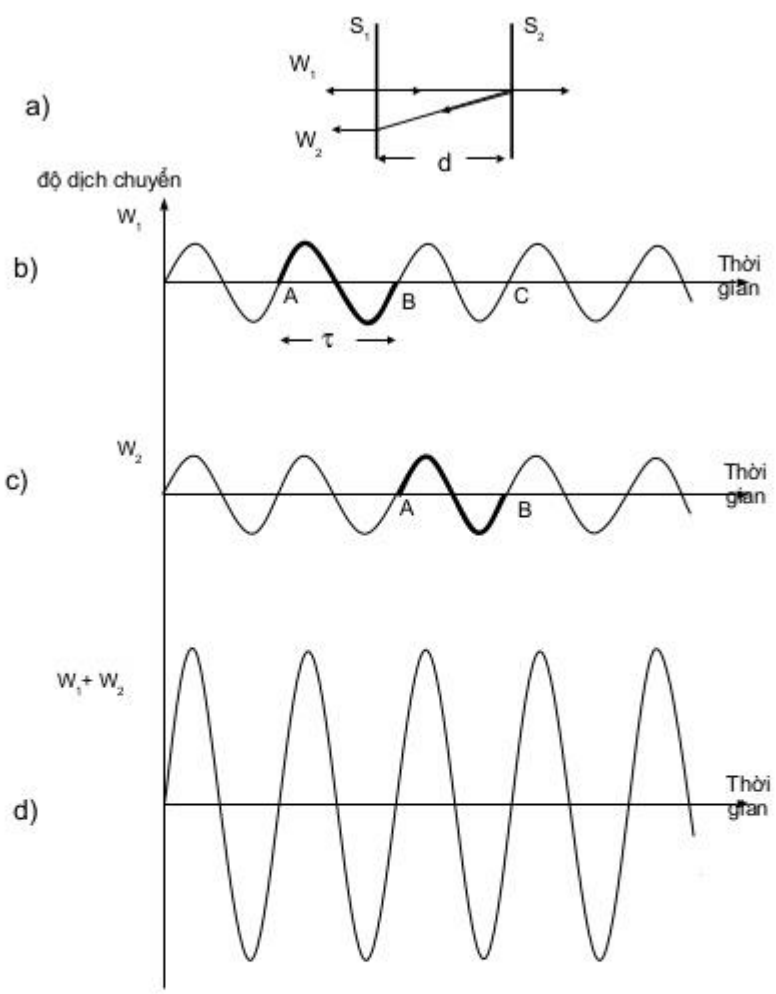 S₁ S₂
W₁
a)
W₂
d
độ dịch chuyển
W₁
b)
Thời
gian
A B C
τ
W₂
c)
Thời
gian
A B
W₁+ W₂
Thời
gian
d)